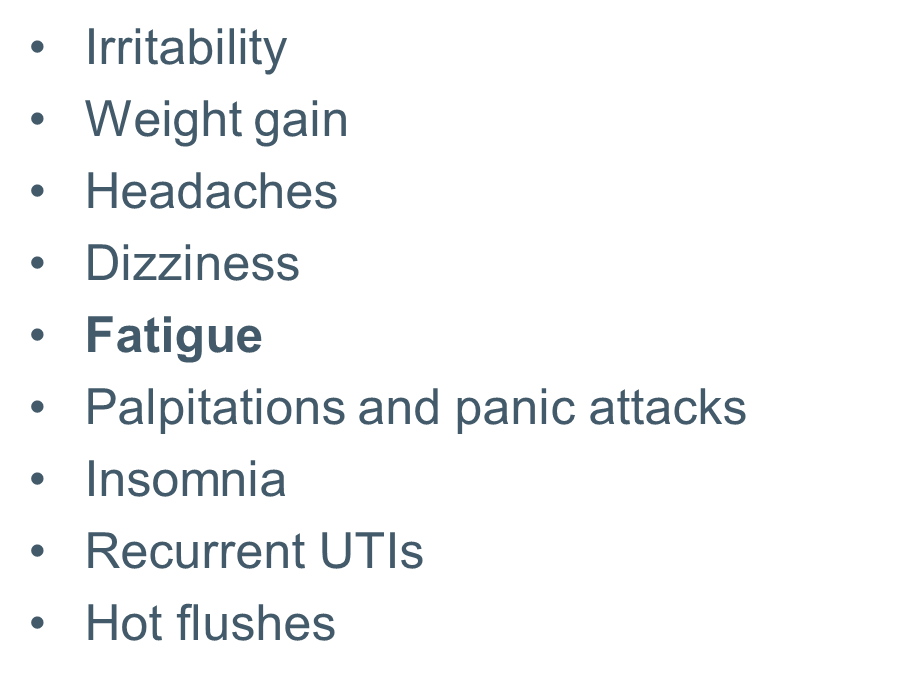 • Irritability
• Weight gain
• Headaches
• Dizziness
• Fatigue
• Palpitations and panic attacks
• Insomnia
• Recurrent UTIs
• Hot flushes